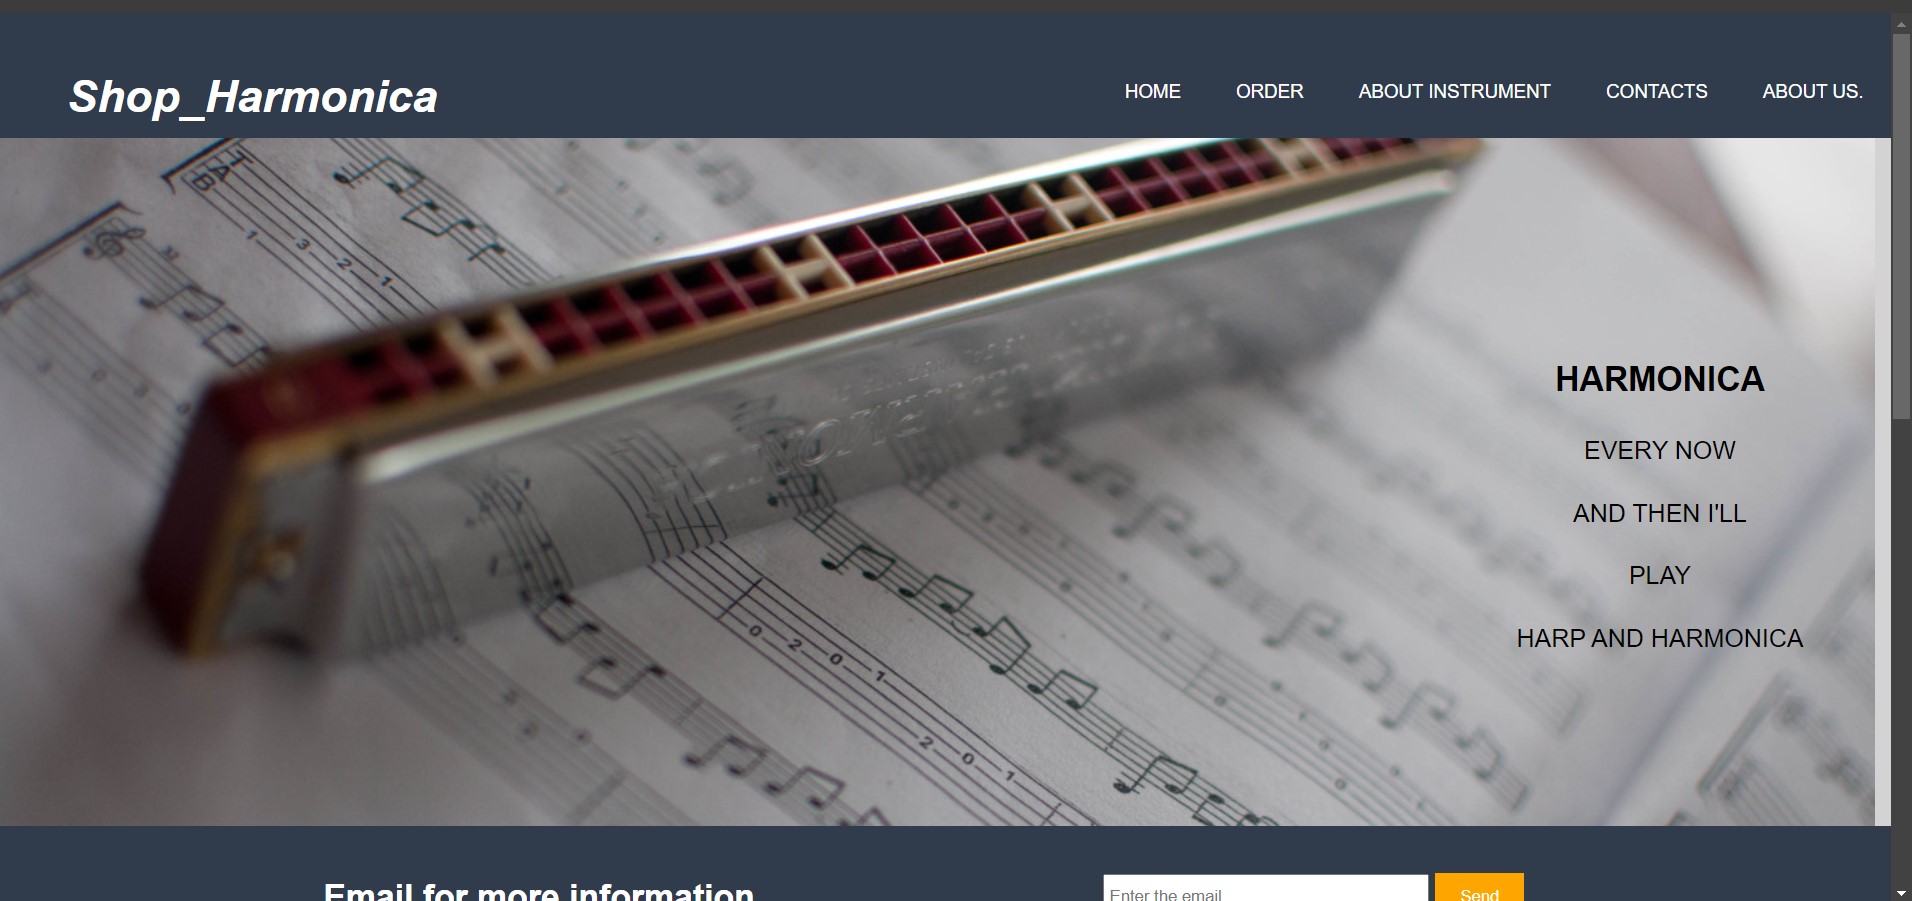 Shop_Harmonica
HOME
ORDER
ABOUT INSTRUMENT
CONTACTS
ABOUT US.
HARMONICA
EVERY NOW
AND THEN I'LL
PLAY
HARP AND HARMONICA
Email for more information
Enter the email
Send